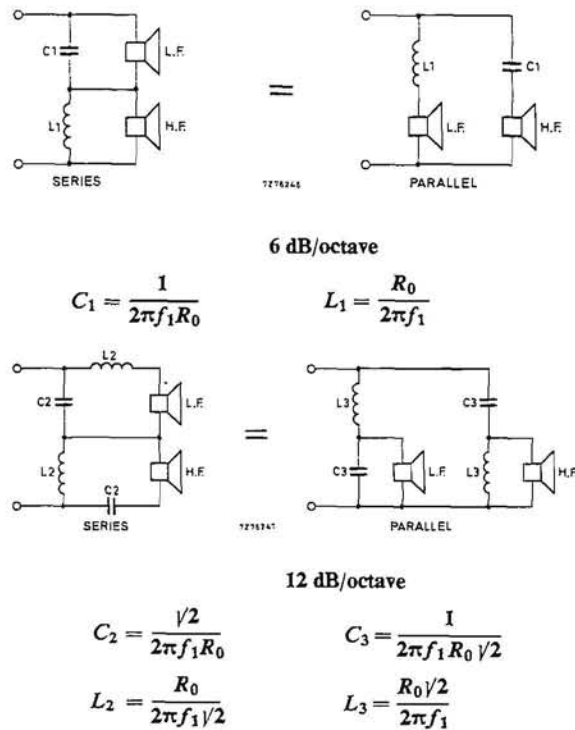 C1
L.F.
L1
H.F.
SERIES
=
L1
C1
L.F.
H.F.
PARALLEL
7Z76246
6 dB/octave
C₁ = 1/(2πf₁R₀)
L₁ = R₀/(2πf₁)
L2
C2
L.F.
L2
H.F.
C2
SERIES
=
L3
C3
C3
L.F.
L3
H.F.
PARALLEL
7Z76247
12 dB/octave
C₂ = √2/(2πf₁R₀)
C₃ = 1/(2πf₁R₀√2)
L₂ = R₀/(2πf₁√2)
L₃ = R₀√2/(2πf₁)